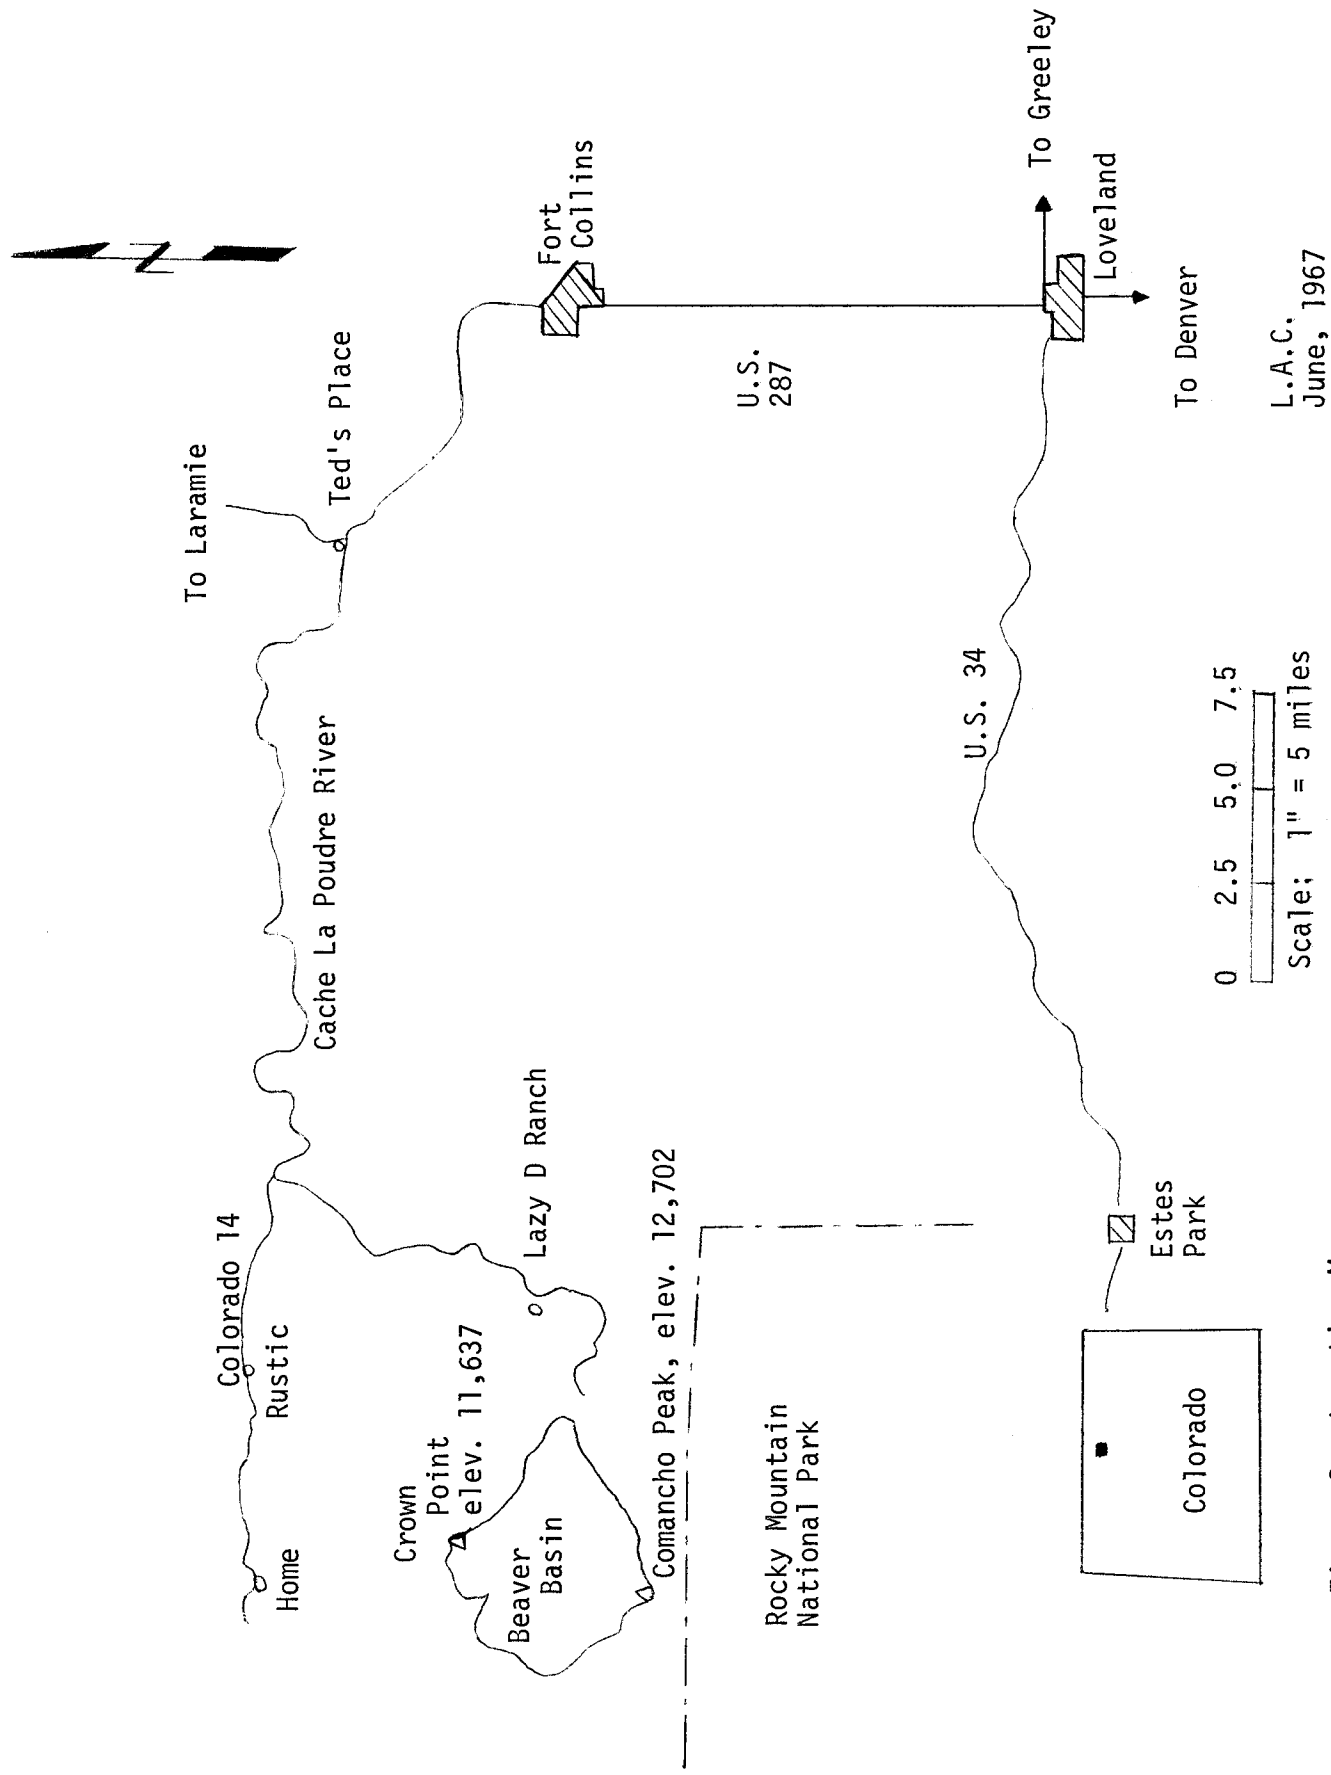 N
To Laramie
Ted's Place
Fort
Collins
Cache La Poudre River
Colorado 14
Rustic
Home
Lazy D Ranch
Crown
Point
elev. 11,637
Beaver
Basin
Comancho Peak, elev. 12,702
Rocky Mountain
National Park
U.S.
287
U.S. 34
To Greeley
Loveland
To Denver
Estes
Park
Colorado
0 2.5 5.0 7.5
Scale; 1" = 5 miles
L.A.C.
June, 1967